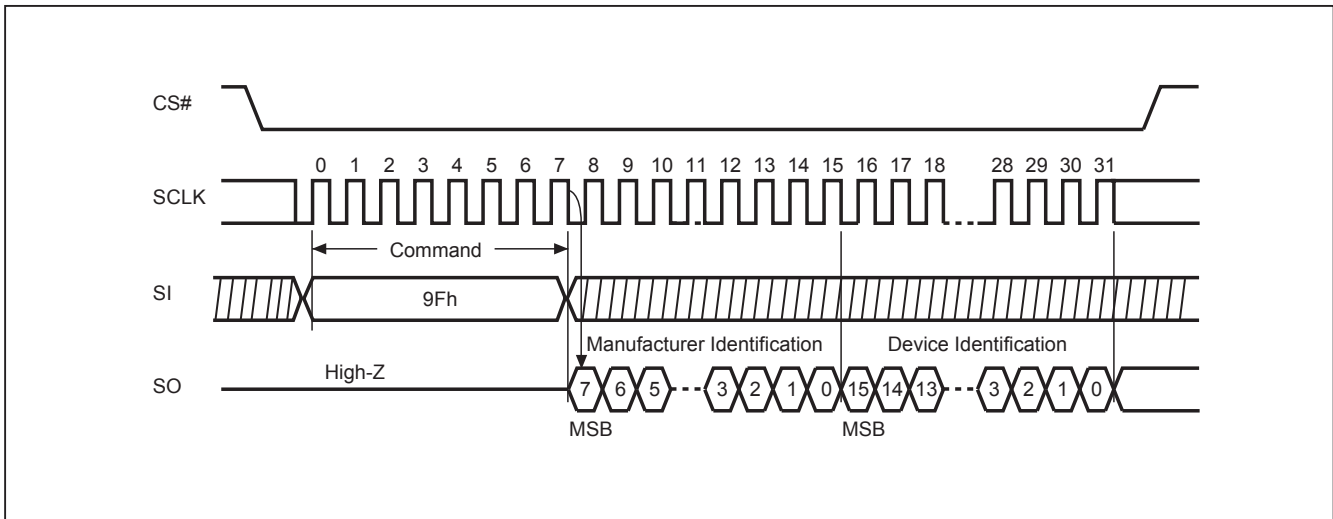 CS#
0 1 2 3 4 5 6 7 8 9 10 11 12 13 14 15 16 17 18 28 29 30 31
SCLK
Command
SI
9Fh
Manufacturer Identification Device Identification
High-Z
SO
7 6 5 3 2 1 0 15 14 13 3 2 1 0
MSB MSB